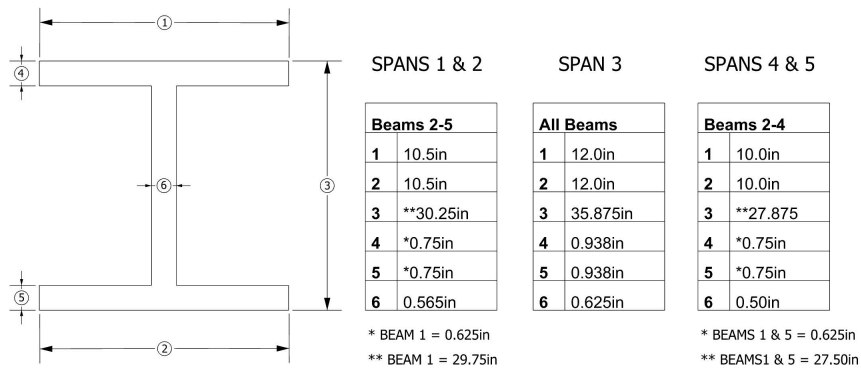 ①
④
⑥
③
⑤
②
SPANS 1 & 2
Beams 2-5
1 10.5in
2 10.5in
3 **30.25in
4 *0.75in
5 *0.75in
6 0.565in
* BEAM 1 = 0.625in
** BEAM 1 = 29.75in
SPAN 3
All Beams
1 12.0in
2 12.0in
3 35.875in
4 0.938in
5 0.938in
6 0.625in
SPANS 4 & 5
Beams 2-4
1 10.0in
2 10.0in
3 **27.875
4 *0.75in
5 *0.75in
6 0.50in
* BEAMS 1 & 5 = 0.625in
** BEAMS1 & 5 = 27.50in